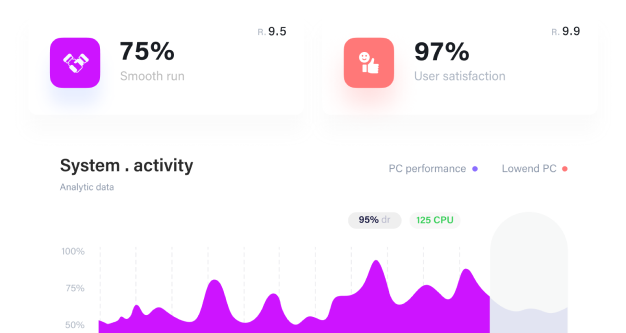 R. 9.5
75%
Smooth run
R. 9.9
97%
User satisfaction
System . activity
Analytic data
PC performance
Lowend PC
95% dr
125 CPU
100%
75%
50%